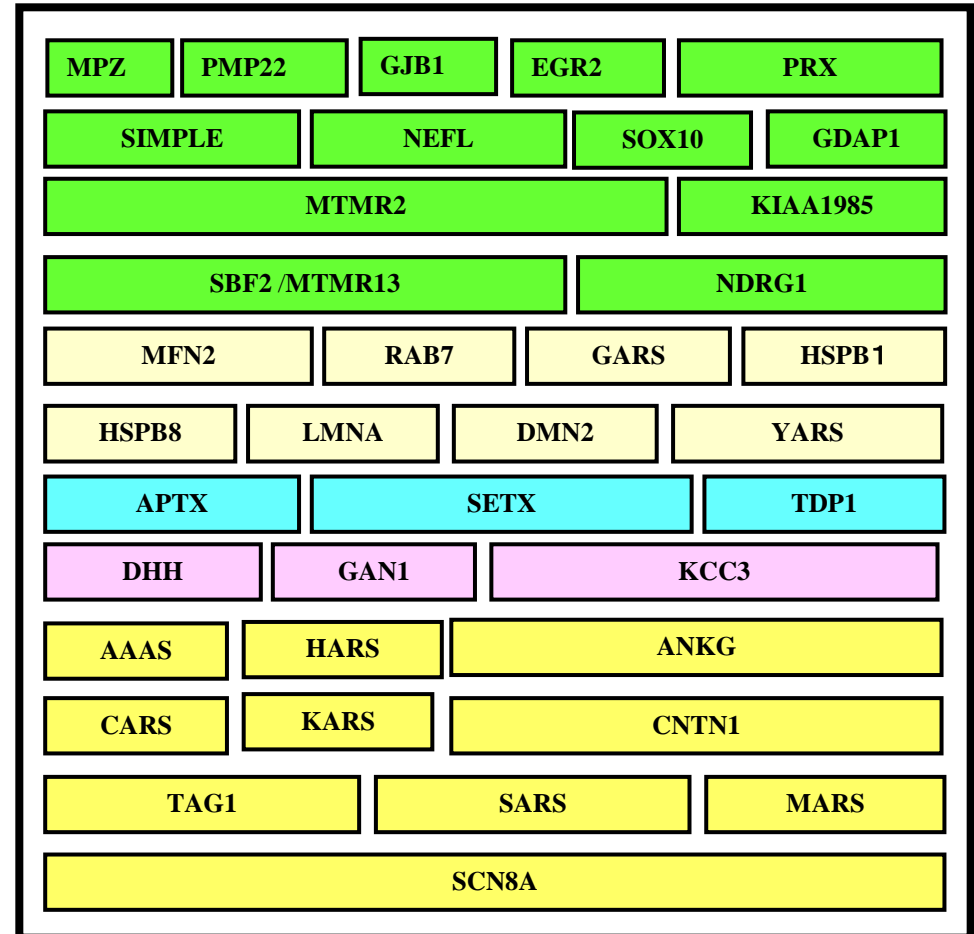 MPZ PMP22 GJB1 EGR2 PRX
SIMPLE NEFL SOX10 GDAP1
MTMR2 KIAA1985
SBF2 /MTMR13 NDRG1
MFN2 RAB7 GARS HSPB1
HSPB8 LMNA DMN2 YARS
APTX SETX TDP1
DHH GAN1 KCC3
AAAS HARS ANKG
CARS KARS CNTN1
TAG1 SARS MARS
SCN8A